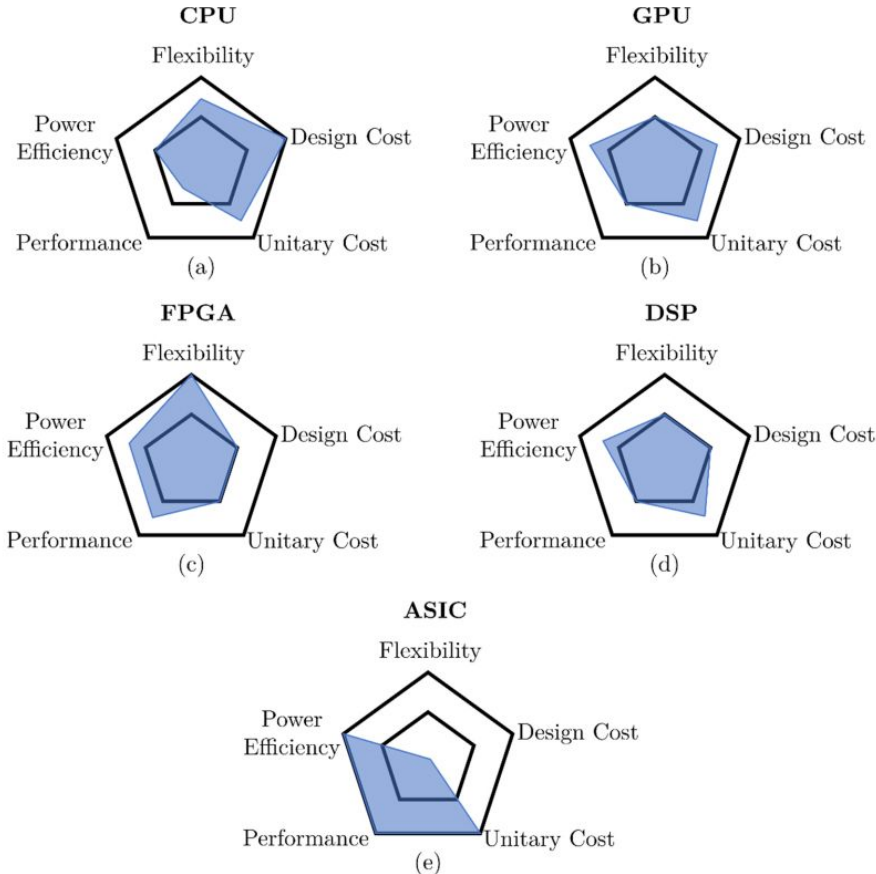 CPU
Flexibility
Power
Efficiency
Design Cost
Performance
Unitary Cost
(a)
GPU
Flexibility
Power
Efficiency
Design Cost
Performance
Unitary Cost
(b)
FPGA
Flexibility
Power
Efficiency
Design Cost
Performance
Unitary Cost
(c)
DSP
Flexibility
Power
Efficiency
Design Cost
Performance
Unitary Cost
(d)
ASIC
Flexibility
Power
Efficiency
Design Cost
Performance
Unitary Cost
(e)